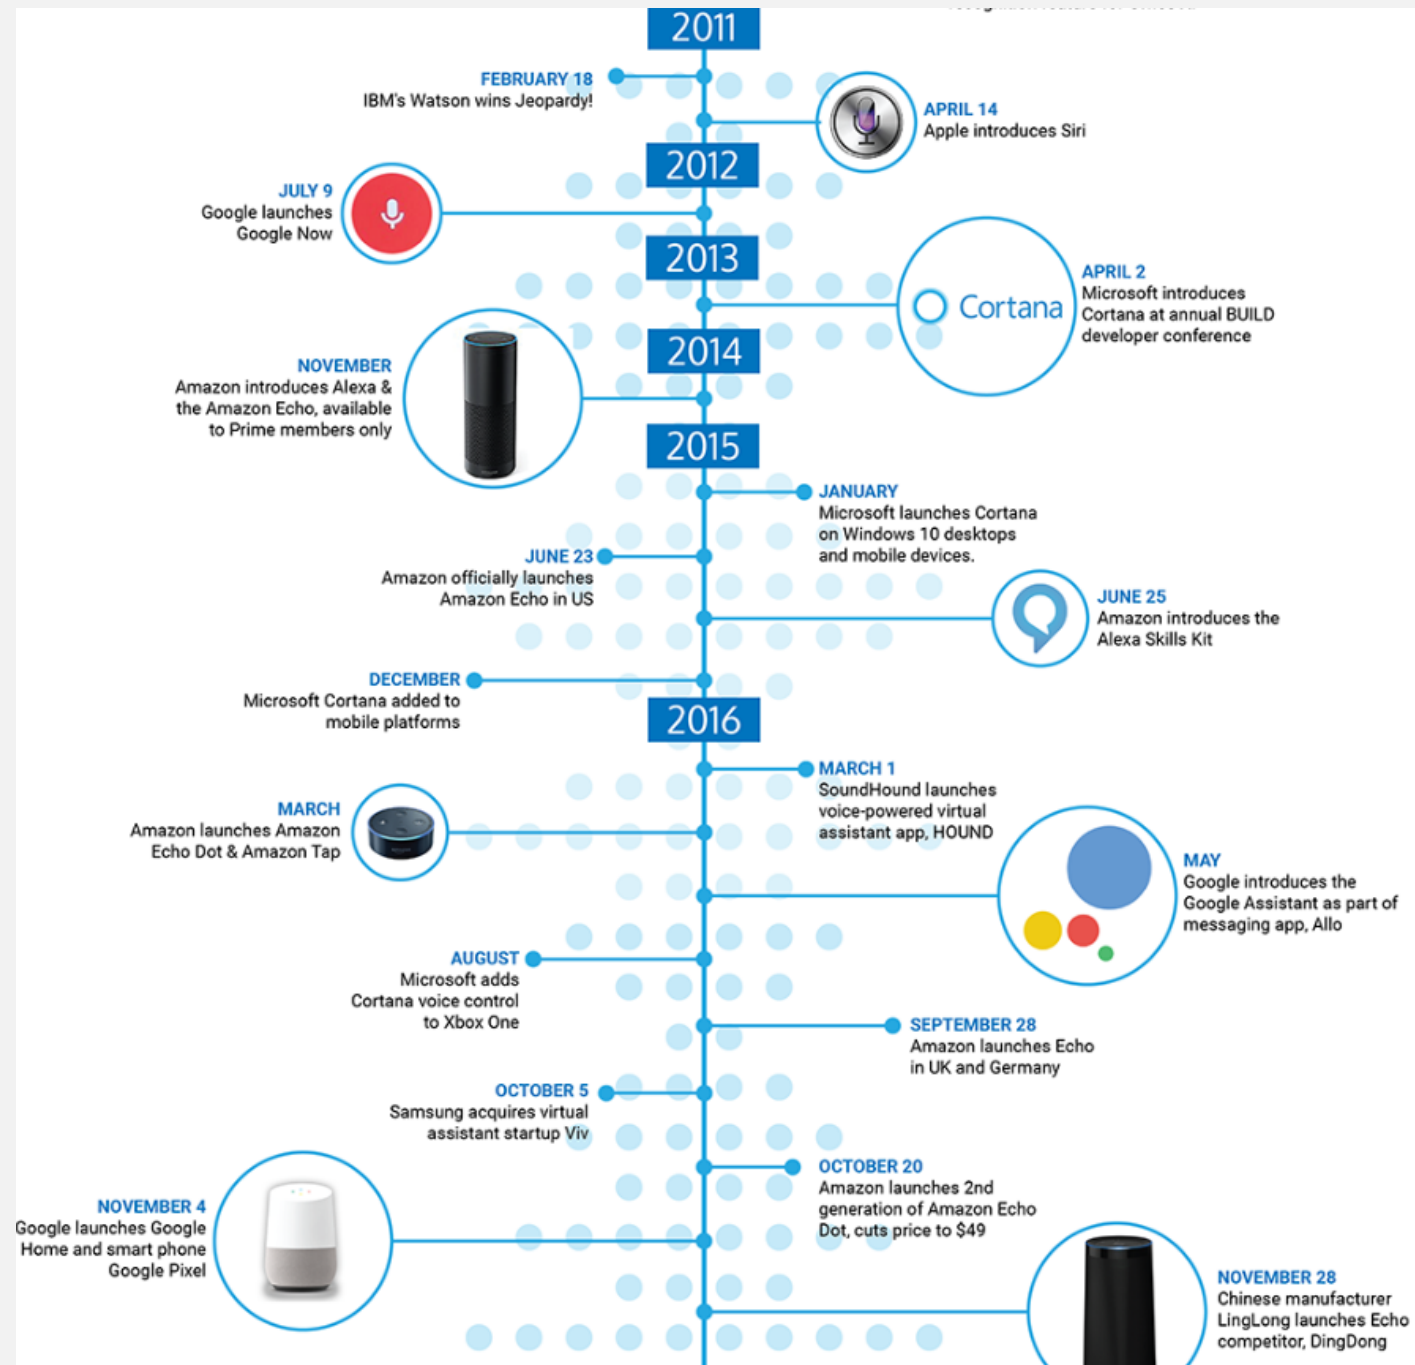 2011
FEBRUARY 18
IBM's Watson wins Jeopardy!
APRIL 14
Apple introduces Siri
2012
JULY 9
Google launches
Google Now
2013
APRIL 2
Microsoft introduces
Cortana at annual BUILD
developer conference
Cortana
2014
NOVEMBER
Amazon introduces Alexa &
the Amazon Echo, available
to Prime members only
2015
JANUARY
Microsoft launches Cortana
on Windows 10 desktops
and mobile devices.
JUNE 23
Amazon officially launches
Amazon Echo in US
JUNE 25
Amazon introduces the
Alexa Skills Kit
DECEMBER
Microsoft Cortana added to
mobile platforms
2016
MARCH 1
SoundHound launches
voice-powered virtual
assistant app, HOUND
MARCH
Amazon launches Amazon
Echo Dot & Amazon Tap
MAY
Google introduces the
Google Assistant as part of
messaging app, Allo
AUGUST
Microsoft adds
Cortana voice control
to Xbox One
SEPTEMBER 28
Amazon launches Echo
in UK and Germany
OCTOBER 5
Samsung acquires virtual
assistant startup Viv
OCTOBER 20
Amazon launches 2nd
generation of Amazon Echo
Dot, cuts price to $49
NOVEMBER 4
Google launches Google
Home and smart phone
Google Pixel
NOVEMBER 28
Chinese manufacturer
LingLong launches Echo
competitor, DingDong